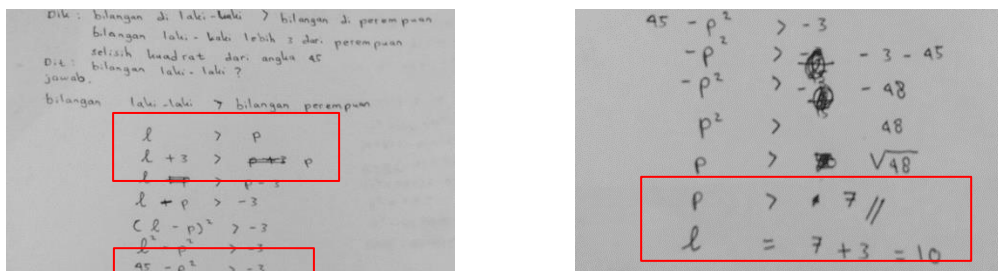 Dik : bilangan di laki-laki > bilangan di perempuan
bilangan laki-laki lebih 3 dari perempuan
selisih kuadrat dari angka 45
Dit : bilangan laki-laki ?
jawab.
bilangan laki-laki > bilangan perempuan
l > p
l + 3 > p
l > p - 3
l - p > -3
(l - p)² > -3
l² - p² > -3
45 - p² > -3
45 - p² > -3
-p² > - 3 - 45
-p² > - 48
p² > 48
p > √48
p > 7 //
l = 7 + 3 = 10